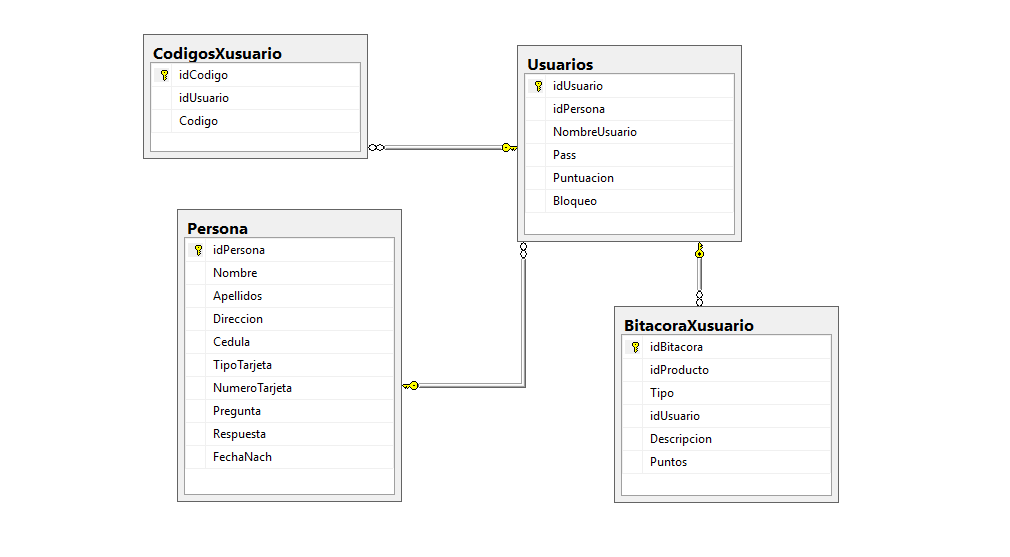 CodigosXusuario
idCodigo
idUsuario
Codigo
Usuarios
idUsuario
idPersona
NombreUsuario
Pass
Puntuacion
Bloqueo
Persona
idPersona
Nombre
Apellidos
Direccion
Cedula
TipoTarjeta
NumeroTarjeta
Pregunta
Respuesta
FechaNach
BitacoraXusuario
idBitacora
idProducto
Tipo
idUsuario
Descripcion
Puntos